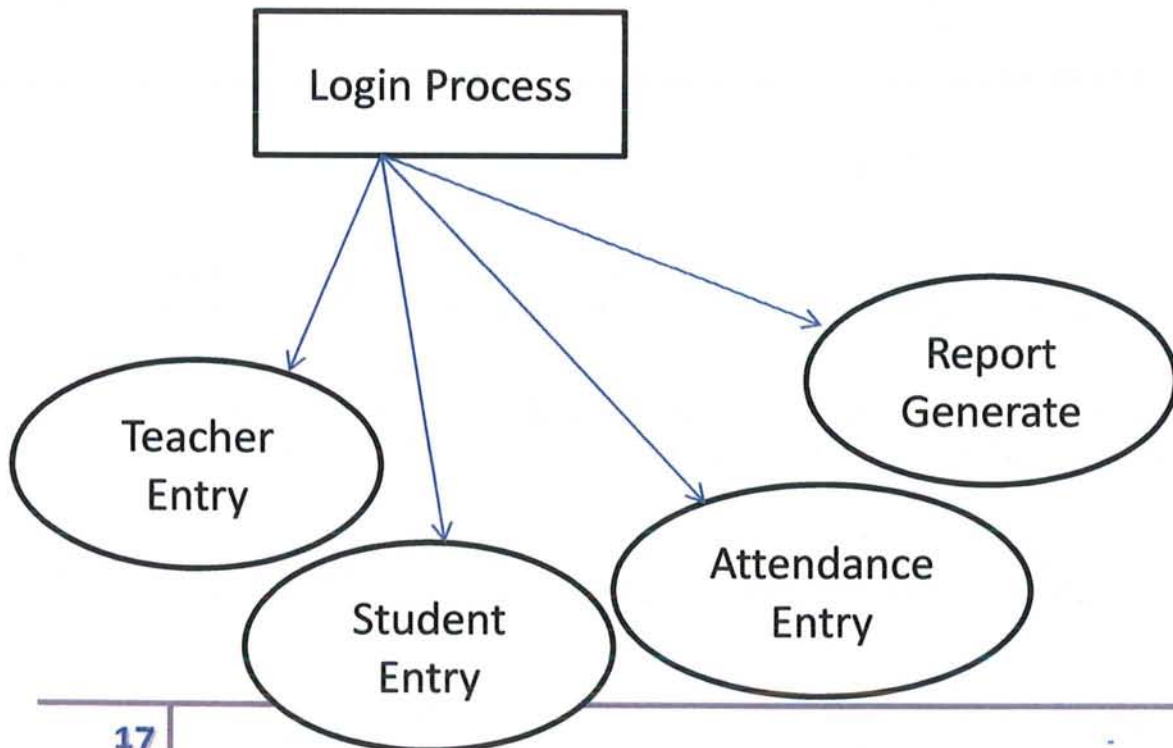 Login Process
Report
Generate
Teacher
Entry
Attendance
Entry
Student
Entry
17